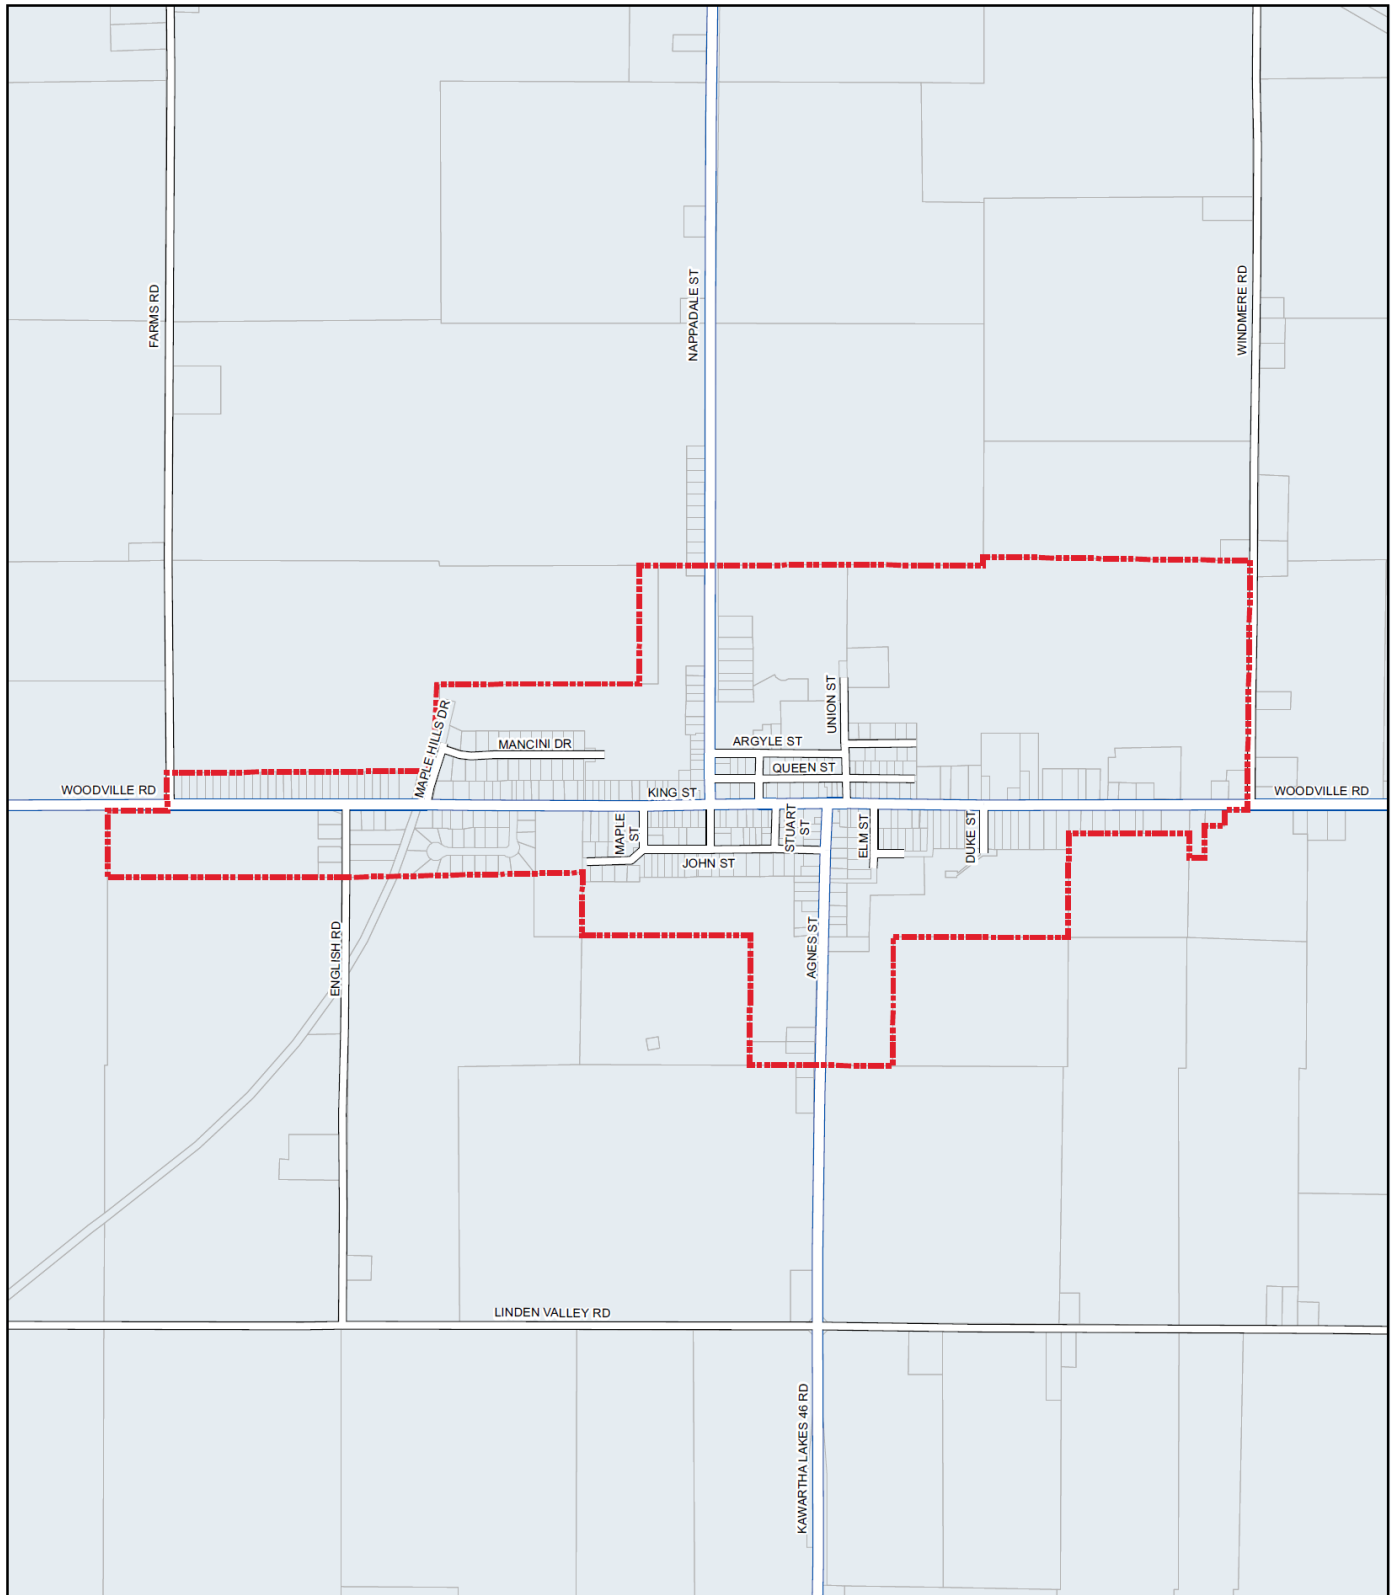 FARMS RD
NAPPADALE ST
WINDMERE RD
UNION ST
MAPLE HILLS DR
MANCINI DR
ARGYLE ST
QUEEN ST
WOODVILLE RD
KING ST
WOODVILLE RD
MAPLE
ST
STUART
ST
ELM ST
DUKE ST
JOHN ST
ENGLISH RD
AGNES ST
LINDEN VALLEY RD
KAWARTHA LAKES 46 RD